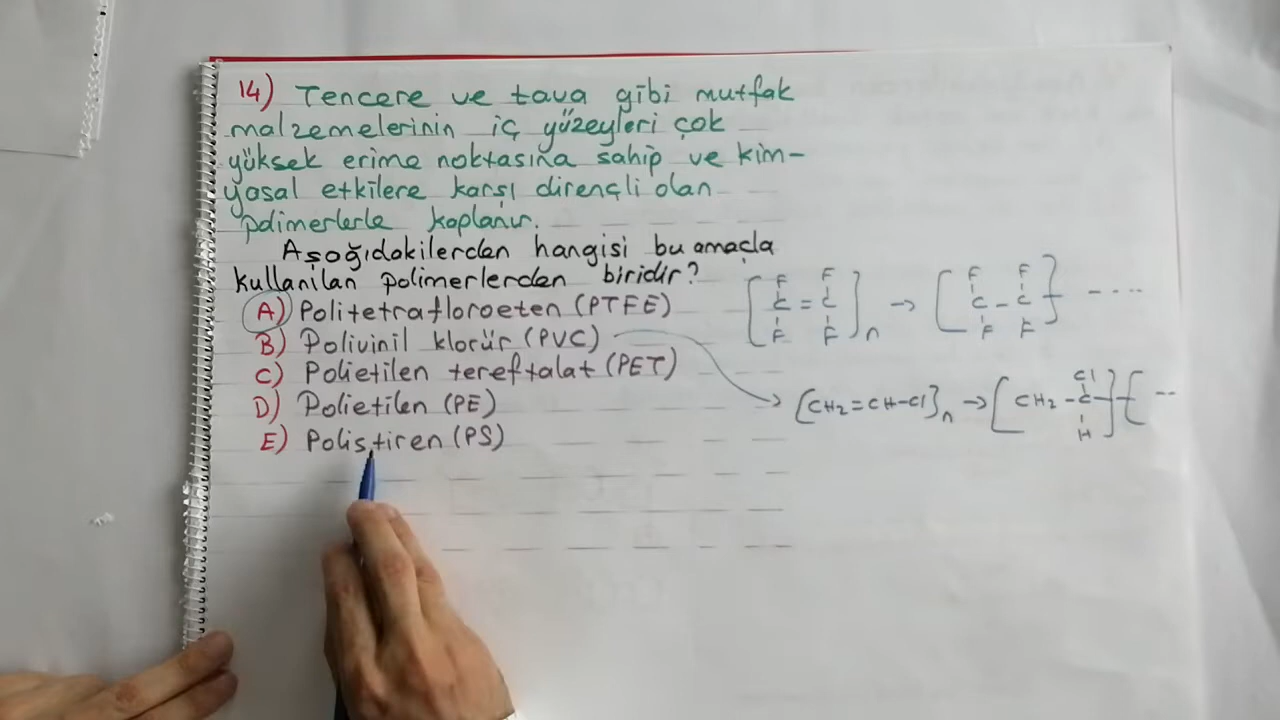 14) Tencere ve tava gibi mutfak
malzemelerinin iç yüzeyleri çok
yüksek erime noktasına sahip ve kim-
yasal etkilere karşı dirençli olan
polimerlerle kaplanır.
Aşağıdakilerden hangisi bu amaçla
kullanılan polimerlerden biridir?
A) Politetrafloroeten (PTFE)
B) Polivinil klorür (PVC)
C) Polietilen tereftalat (PET)
D) Polietilen (PE)
E) Polistiren (PS)
F F F F
[C = C]n → [C - C] ----
F F F F
Cl
[CH2=CH-Cl]n → [CH2 - C][ --
H